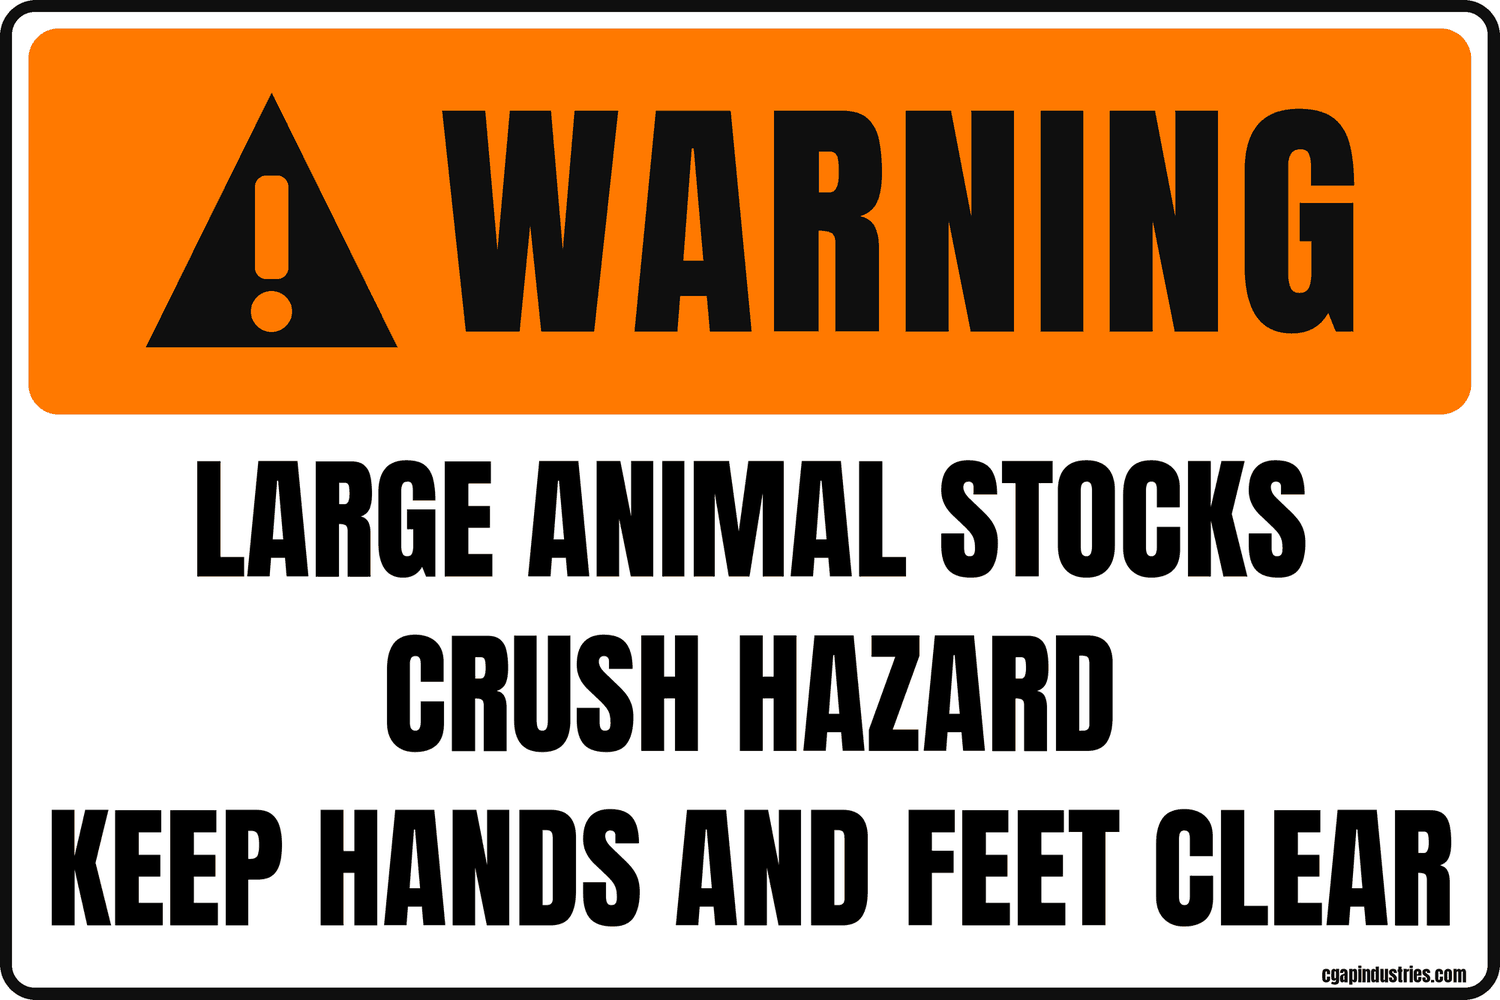 WARNING
LARGE ANIMAL STOCKS
CRUSH HAZARD
KEEP HANDS AND FEET CLEAR
cgapindustries.com